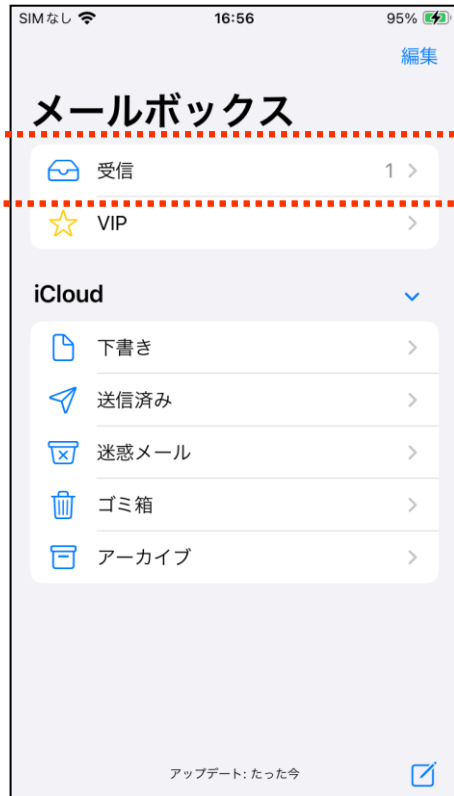 SIMなし 16:56 95%
編集
メールボックス
受信 1
VIP
iCloud
下書き
送信済み
迷惑メール
ゴミ箱
アーカイブ
アップデート: たった今